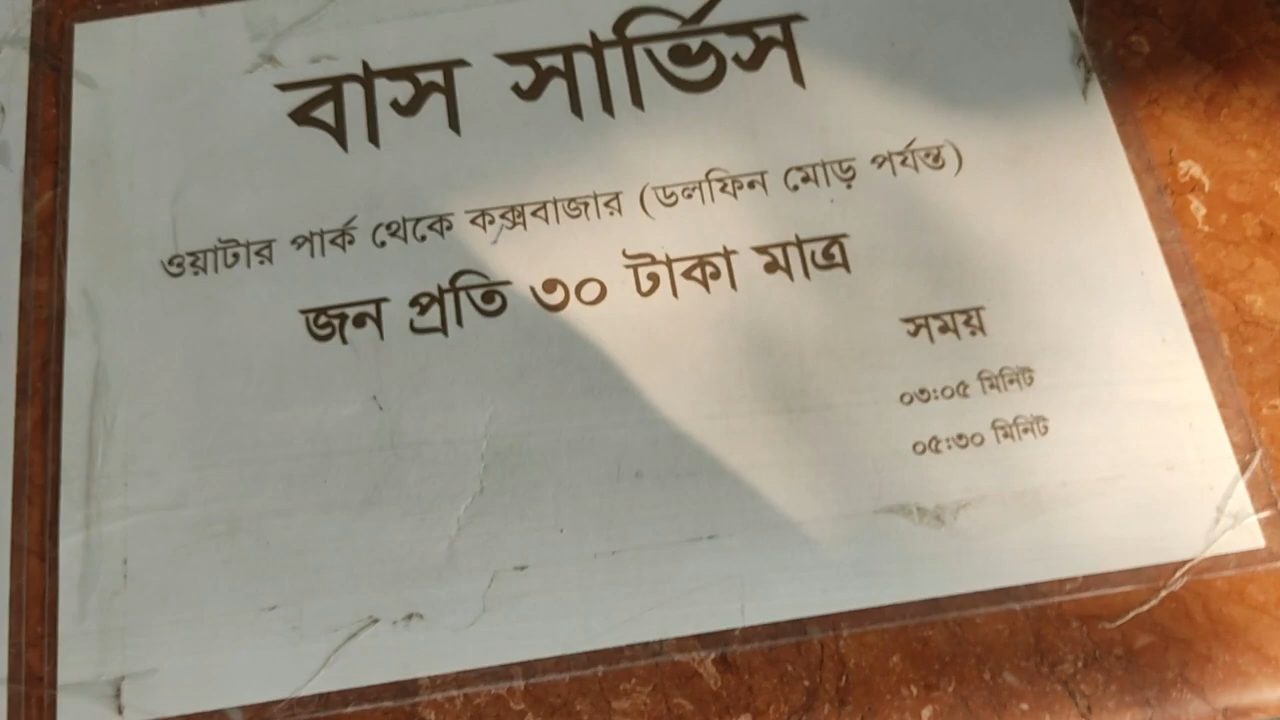 বাস সার্ভিস
ওয়াটার পার্ক থেকে কক্সবাজার (ডলফিন মোড় পর্যন্ত)
জন প্রতি ৩০ টাকা মাত্র
সময়
০৩:০৫ মিনিট
০৫:৩০ মিনিট